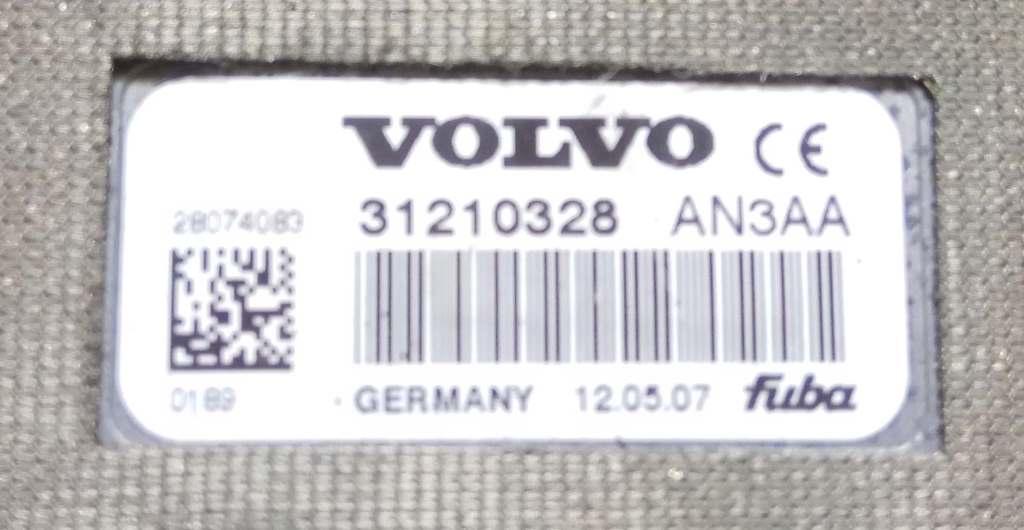 VOLVO CE
28074083 31210328 AN3AA
0189 GERMANY 12.05.07 fuba